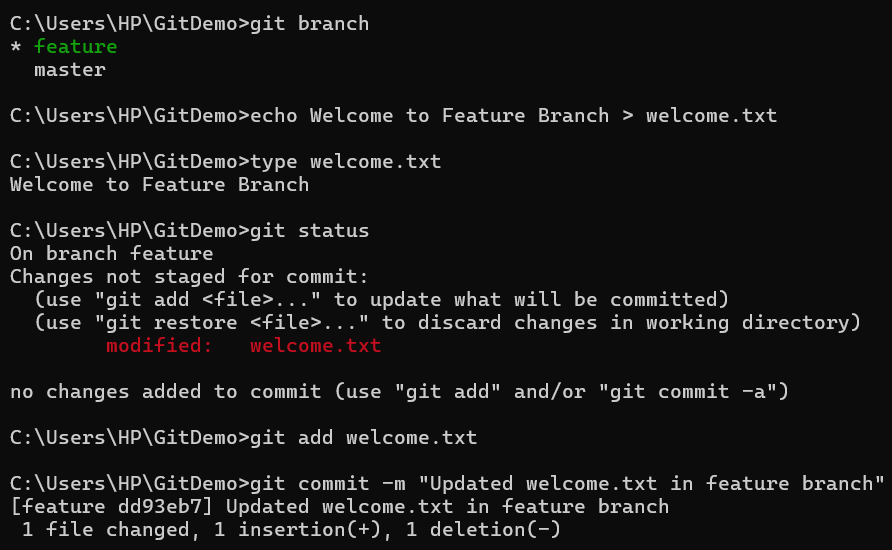 C:\Users\HP\GitDemo>git branch
* feature
  master
C:\Users\HP\GitDemo>echo Welcome to Feature Branch > welcome.txt
C:\Users\HP\GitDemo>type welcome.txt
Welcome to Feature Branch
C:\Users\HP\GitDemo>git status
On branch feature
Changes not staged for commit:
  (use "git add <file>..." to update what will be committed)
  (use "git restore <file>..." to discard changes in working directory)
        modified:   welcome.txt
no changes added to commit (use "git add" and/or "git commit -a")
C:\Users\HP\GitDemo>git add welcome.txt
C:\Users\HP\GitDemo>git commit -m "Updated welcome.txt in feature branch"
[feature dd93eb7] Updated welcome.txt in feature branch
 1 file changed, 1 insertion(+), 1 deletion(-)